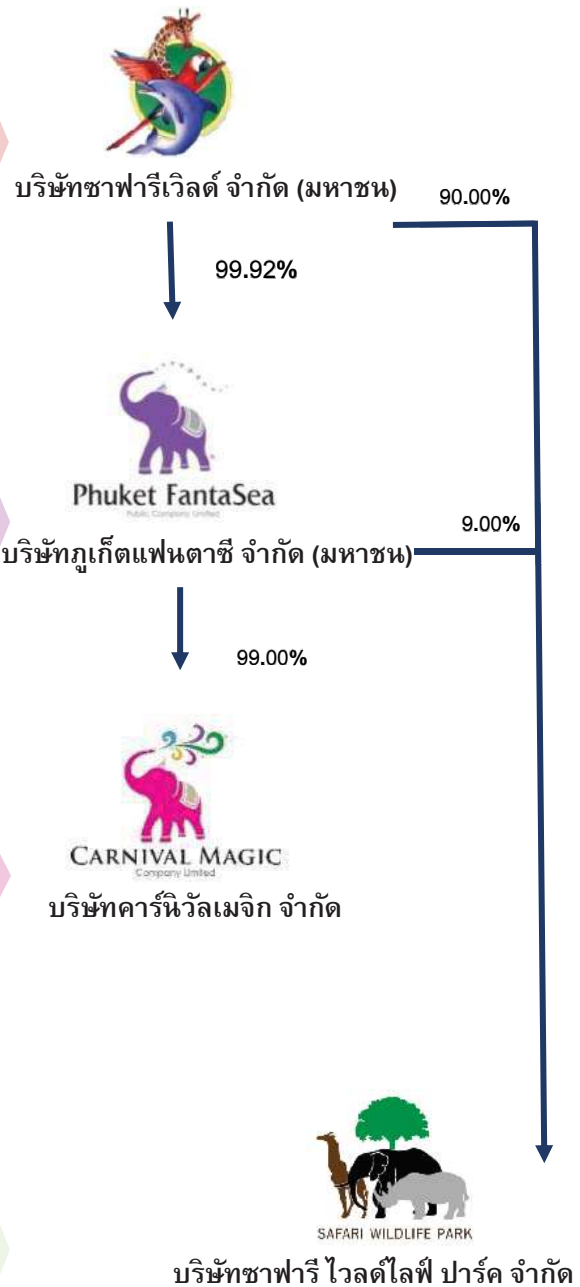 บริษัทซาฟารีเวิลด์ จำกัด (มหาชน)
90.00%
99.92%
Phuket FantaSea
Public Company Limited
9.00%
บริษัทภูเก็ตแฟนตาซี จำกัด (มหาชน)
99.00%
CARNIVAL MAGIC
Company Limited
บริษัทคาร์นิวัลเมจิก จำกัด
SAFARI WILDLIFE PARK
บริษัทซาฟารี ไวลด์ไลฟ์ ปาร์ค จำกัด